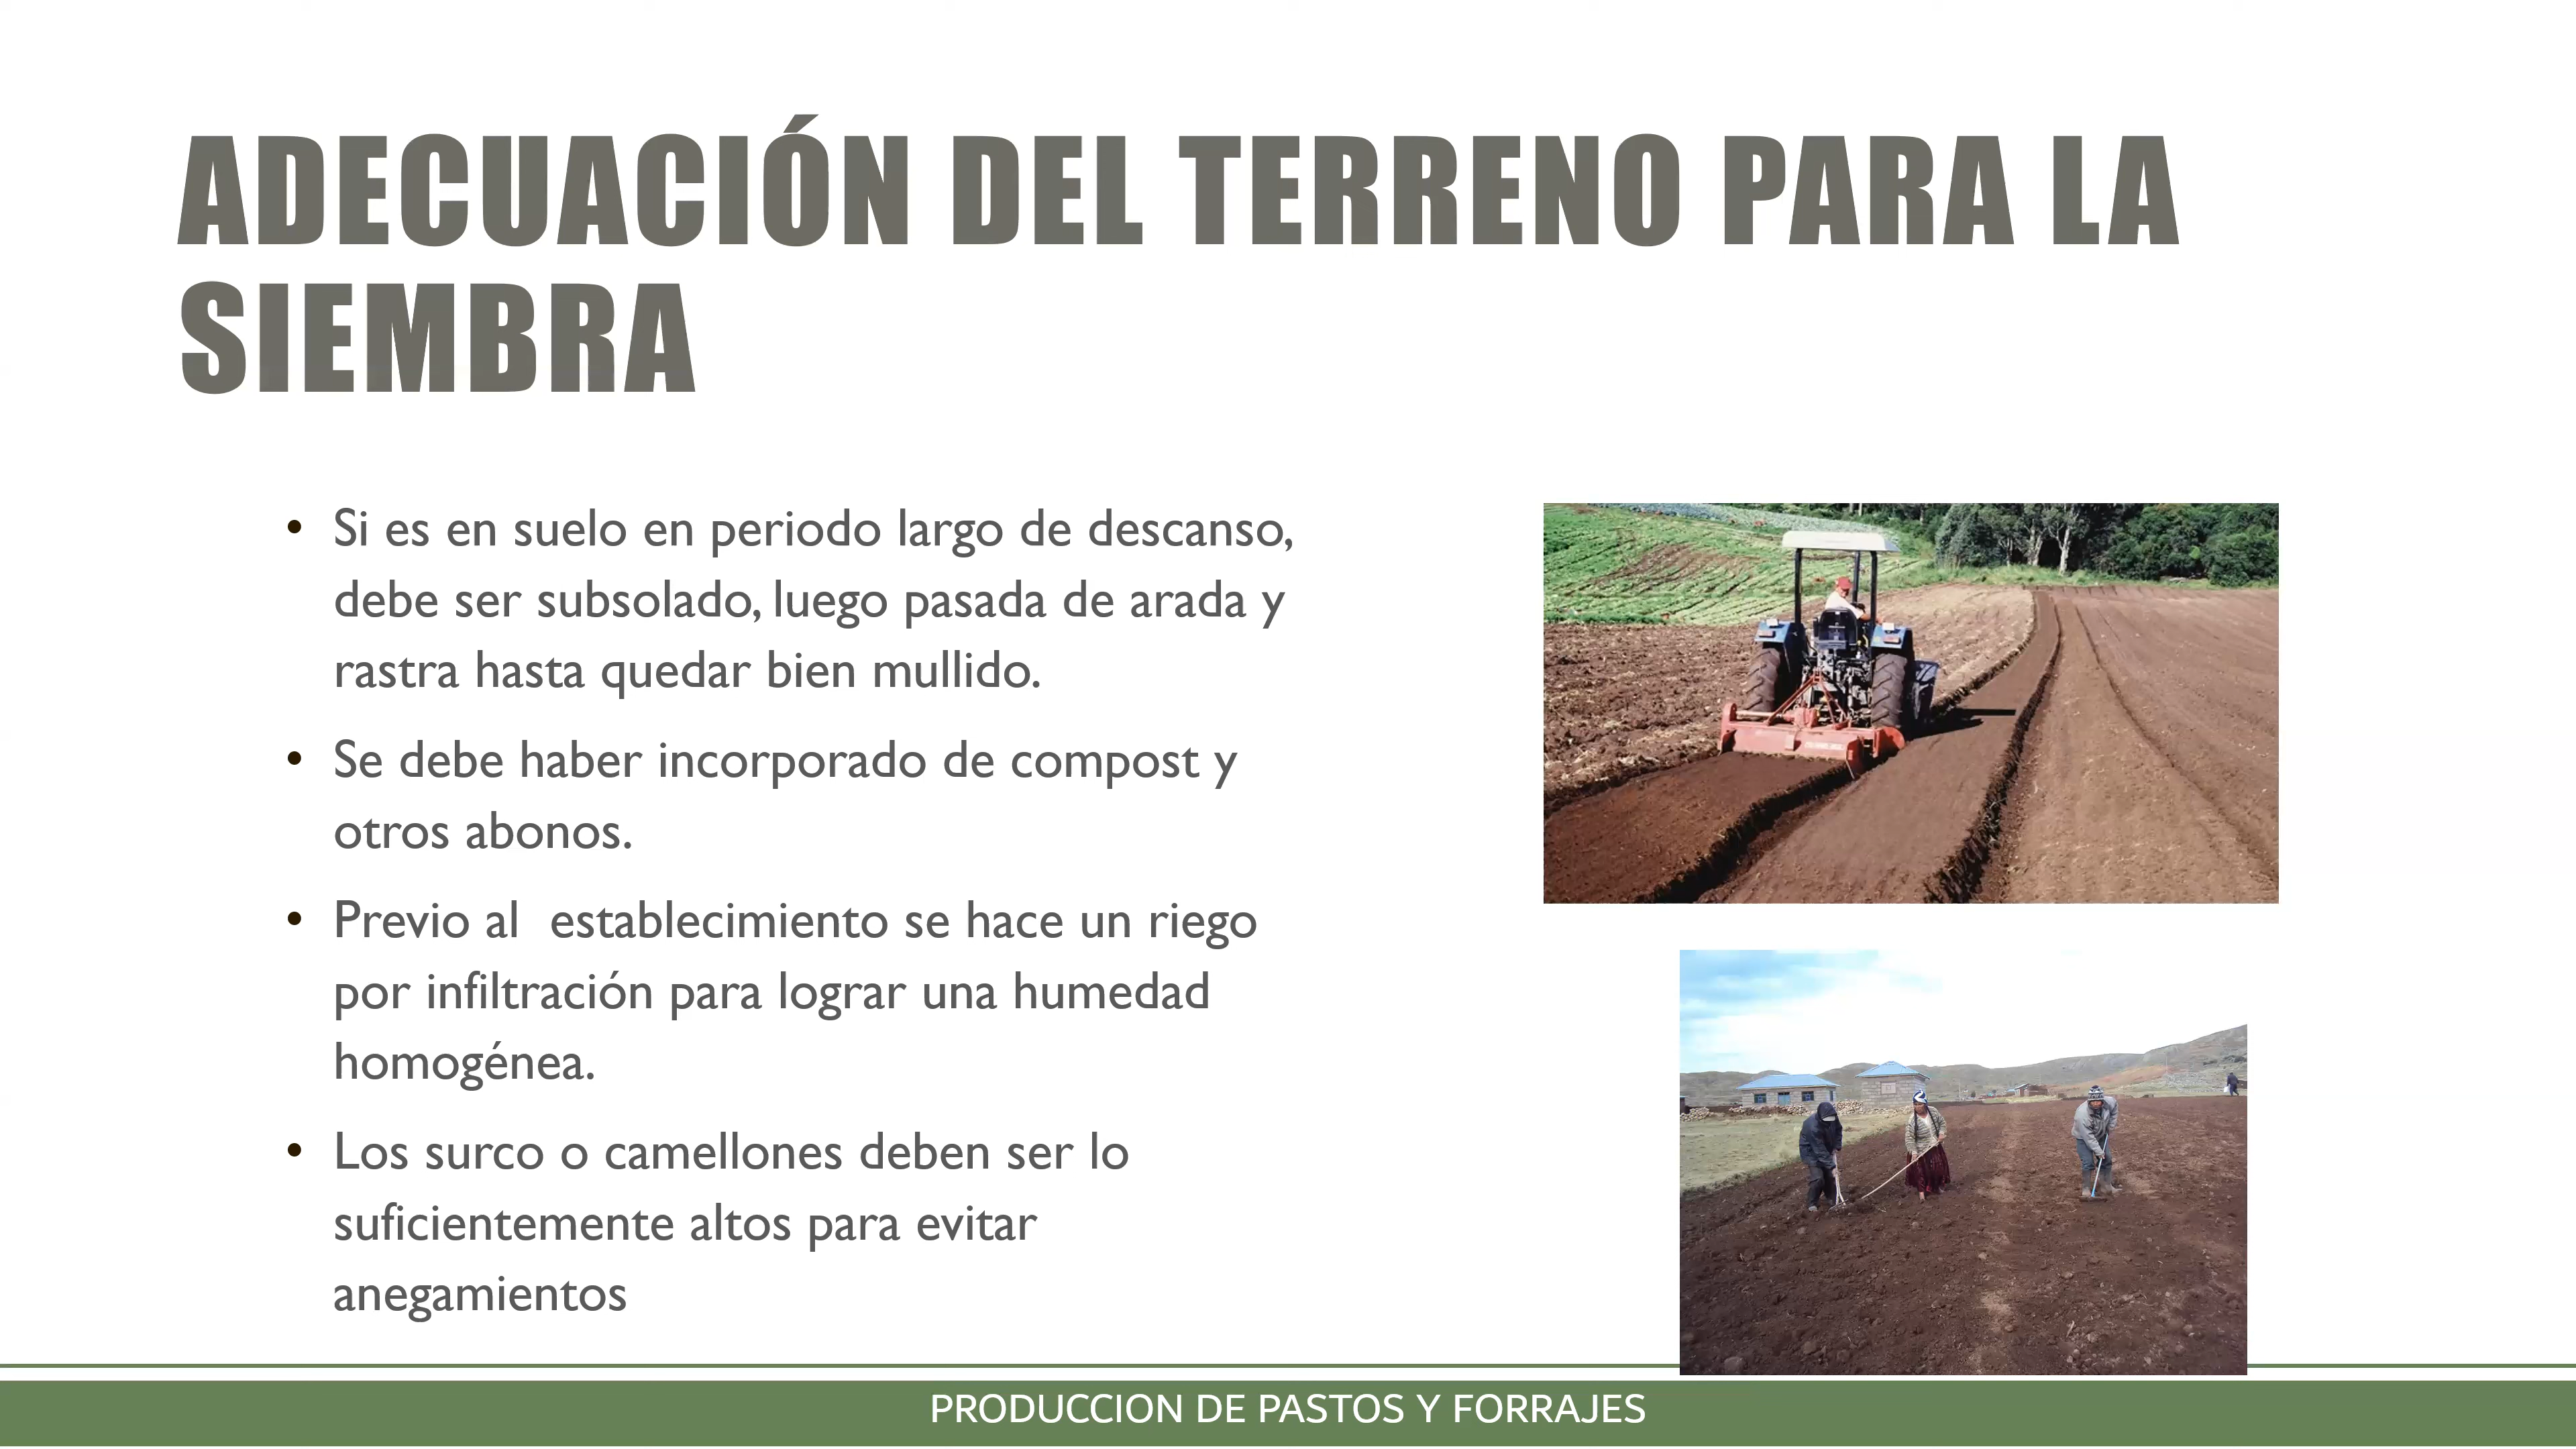 ADECUACIÓN DEL TERRENO PARA LA
SIEMBRA
• Si es en suelo en periodo largo de descanso,
debe ser subsolado, luego pasada de arada y
rastra hasta quedar bien mullido.
• Se debe haber incorporado de compost y
otros abonos.
• Previo al  establecimiento se hace un riego
por infiltración para lograr una humedad
homogénea.
• Los surco o camellones deben ser lo
suficientemente altos para evitar
anegamientos
PRODUCCION DE PASTOS Y FORRAJES